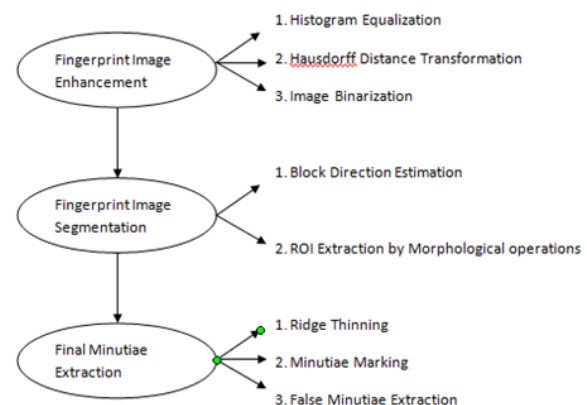 Fingerprint Image
Enhancement
1. Histogram Equalization
2. Hausdorff Distance Transformation
3. Image Binarization
Fingerprint Image
Segmentation
1. Block Direction Estimation
2. ROI Extraction by Morphological operations
Final Minutiae
Extraction
1. Ridge Thinning
2. Minutiae Marking
3. False Minutiae Extraction